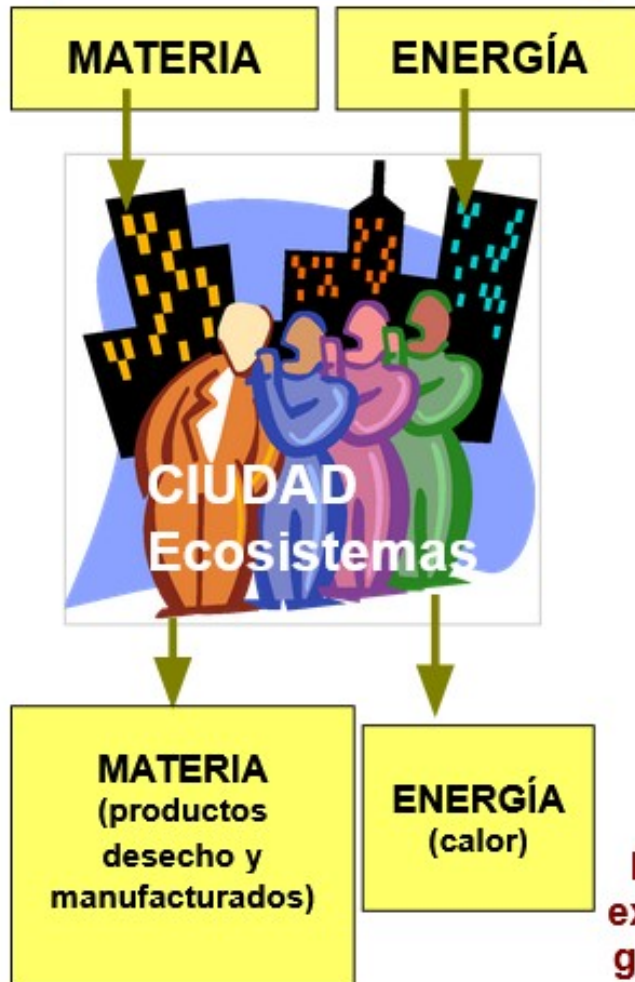 MATERIA
ENERGÍA
CIUDAD
Ecosistemas
MATERIA
(productos
desecho y
manufacturados)
ENERGÍA
(calor)